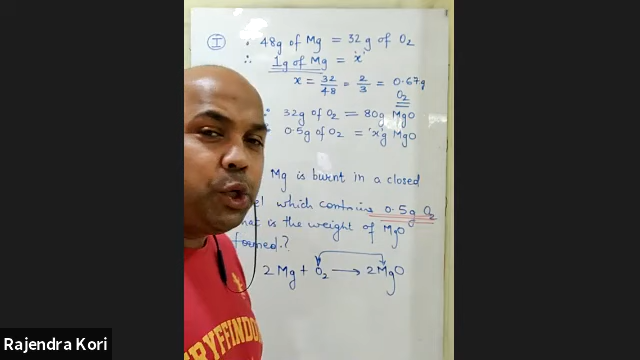 I ∵ 48g of Mg = 32g of O₂
∴ 1g of Mg = 'x'
x = 32/48 = 2/3 = 0.67g
O₂
32g of O₂ = 80g MgO
0.5g of O₂ = 'x'g MgO
Mg is burnt in a closed
which contains 0.5g O₂
is the weight of MgO
formed?
2Mg + O₂ → 2MgO
GRYFFINDOR
Rajendra Kori